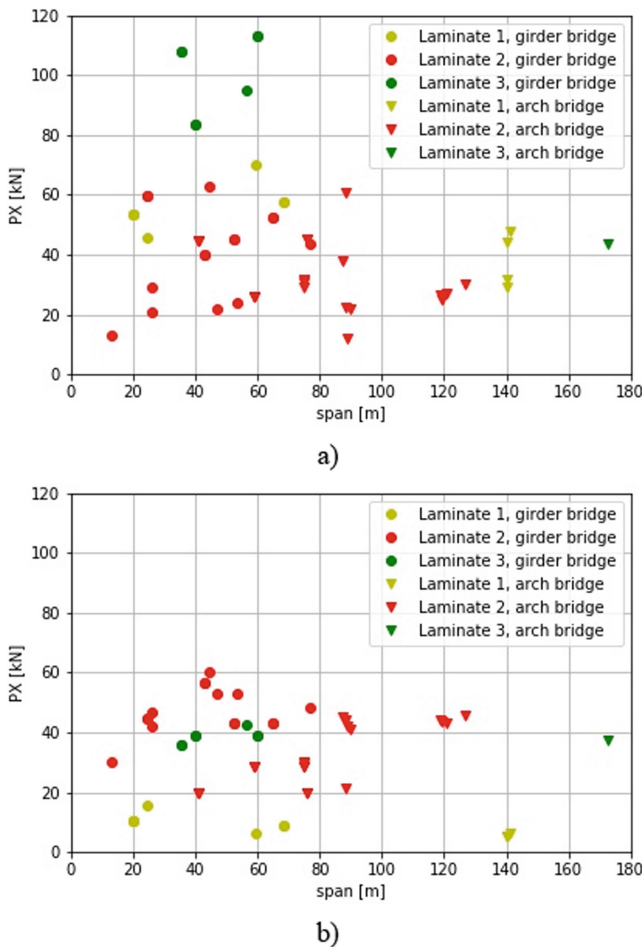 120
100
80
60
40
20
0
PX [kN]
Laminate 1, girder bridge
Laminate 2, girder bridge
Laminate 3, girder bridge
Laminate 1, arch bridge
Laminate 2, arch bridge
Laminate 3, arch bridge
0 20 40 60 80 100 120 140 160 180
span [m]
a)
120
100
80
60
40
20
0
PX [kN]
Laminate 1, girder bridge
Laminate 2, girder bridge
Laminate 3, girder bridge
Laminate 1, arch bridge
Laminate 2, arch bridge
Laminate 3, arch bridge
0 20 40 60 80 100 120 140 160 180
span [m]
b)